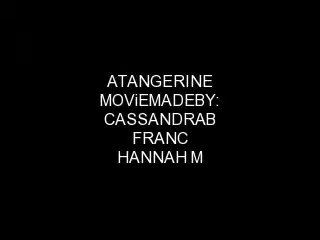 ATANGERINE
MOViEMADEBY:
CASSANDRAB
FRANC
HANNAH M